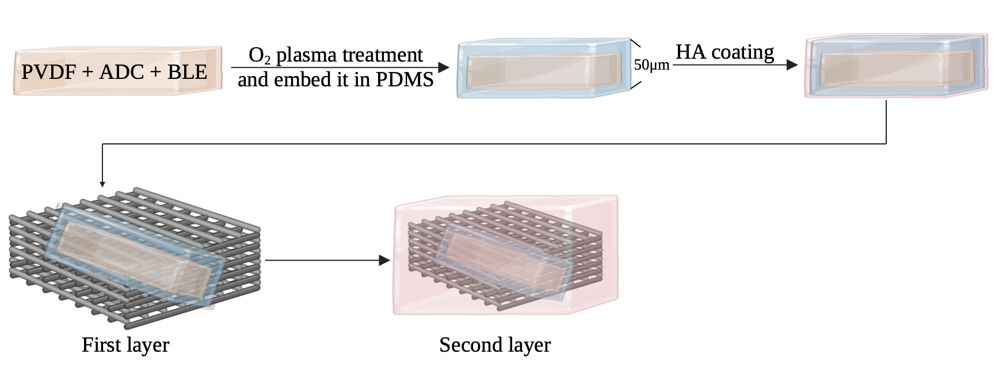 PVDF + ADC + BLE
O₂ plasma treatment
and embed it in PDMS
50μm
HA coating
First layer
Second layer